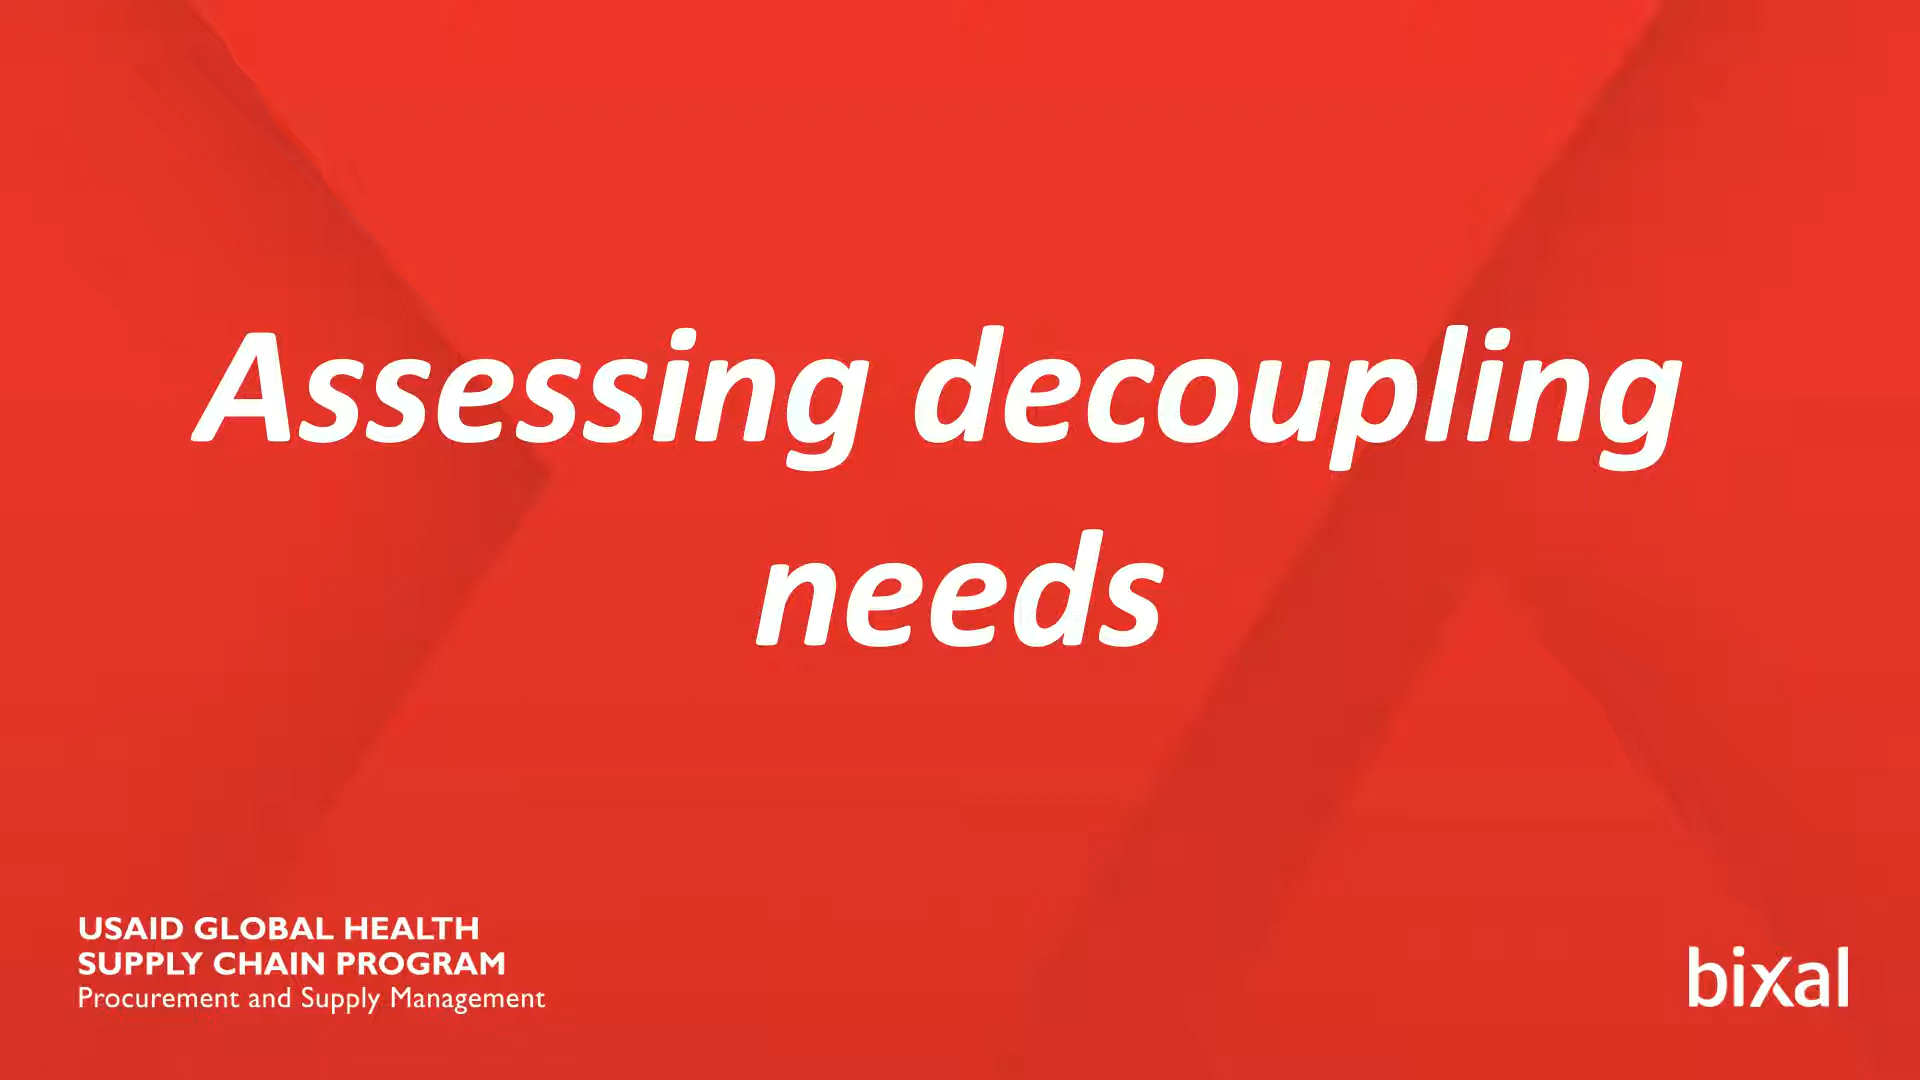 Assessing decoupling
needs
USAID GLOBAL HEALTH
SUPPLY CHAIN PROGRAM
Procurement and Supply Management
bixal